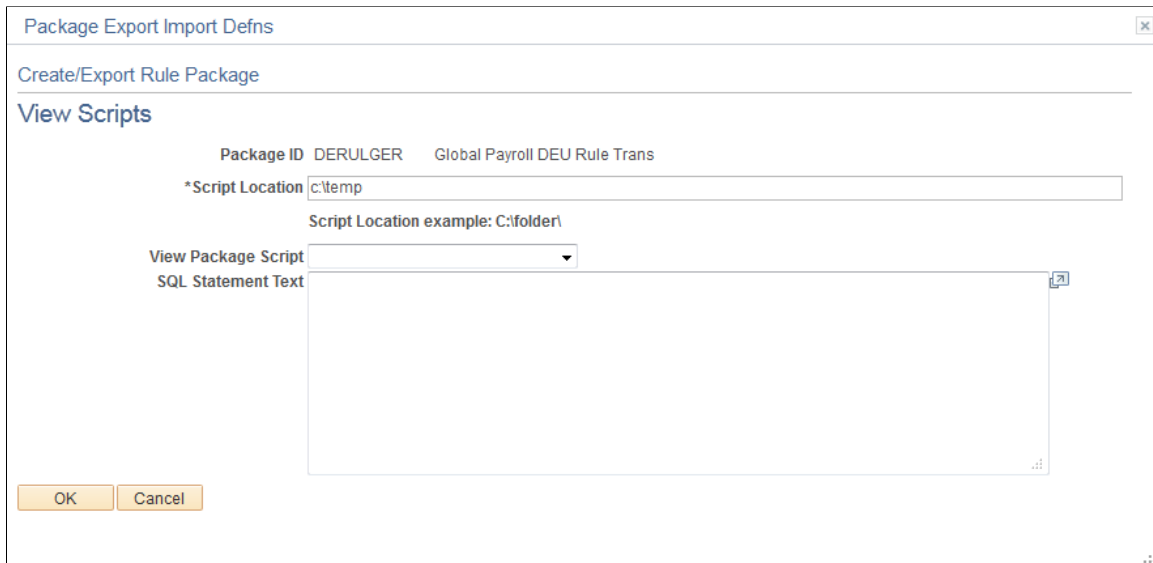 Package Export Import Defns
Create/Export Rule Package
View Scripts
Package ID DERULGER Global Payroll DEU Rule Trans
*Script Location c:\temp
Script Location example: C:\folder\
View Package Script
SQL Statement Text
OK Cancel